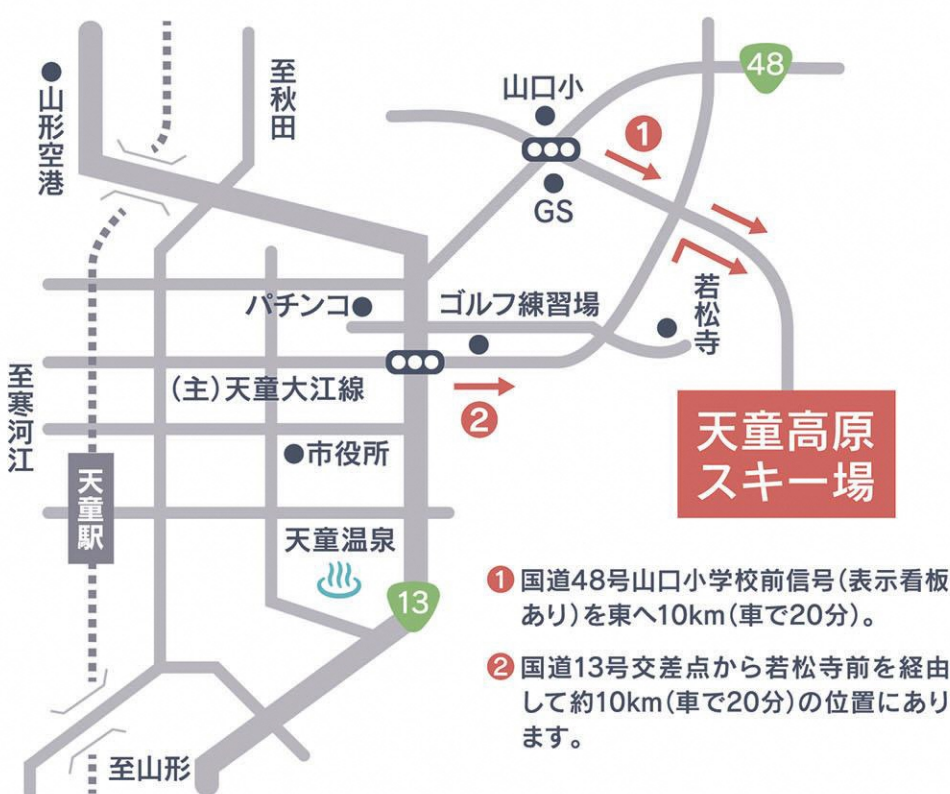 山形空港
至秋田
山口小
48
1
GS
パチンコ
ゴルフ練習場
若松寺
至寒河江
(主)天童大江線
2
天童高原
スキー場
市役所
天童駅
天童温泉
13
至山形
1 国道48号山口小学校前信号(表示看板
あり)を東へ10km(車で20分)。
2 国道13号交差点から若松寺前を経由
して約10km(車で20分)の位置にあり
ます。